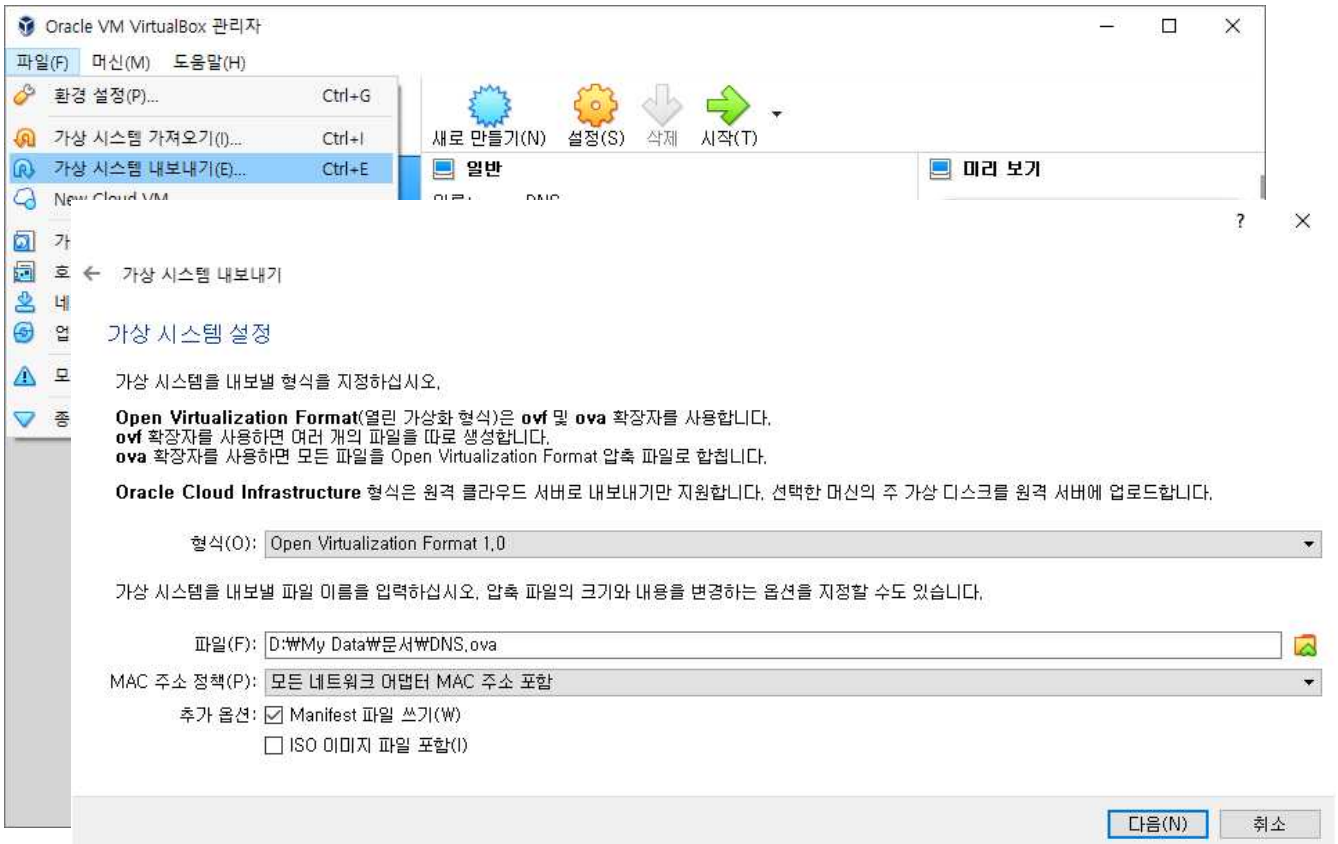 Oracle VM VirtualBox 관리자
파일(F) 머신(M) 도움말(H)
환경 설정(P)... Ctrl+G
가상 시스템 가져오기(I)... Ctrl+I
가상 시스템 내보내기(E)... Ctrl+E
New Cloud VM
가
호
네
업
모
종
새로 만들기(N) 설정(S) 삭제 시작(T)
일반
미리 보기
이름: DNS
? ×
← 가상 시스템 내보내기
가상 시스템 설정
가상 시스템을 내보낼 형식을 지정하십시오.
Open Virtualization Format(열린 가상화 형식)은 ovf 및 ova 확장자를 사용합니다.
ovf 확장자를 사용하면 여러 개의 파일을 따로 생성합니다.
ova 확장자를 사용하면 모든 파일을 Open Virtualization Format 압축 파일로 합칩니다.
Oracle Cloud Infrastructure 형식은 원격 클라우드 서버로 내보내기만 지원합니다. 선택한 머신의 주 가상 디스크를 원격 서버에 업로드합니다.
형식(O): Open Virtualization Format 1.0
가상 시스템을 내보낼 파일 이름을 입력하십시오. 압축 파일의 크기와 내용을 변경하는 옵션을 지정할 수도 있습니다.
파일(F): D:₩My Data₩문서₩DNS.ova
MAC 주소 정책(P): 모든 네트워크 어댑터 MAC 주소 포함
추가 옵션: Manifest 파일 쓰기(W)
ISO 이미지 파일 포함(I)
다음(N) 취소